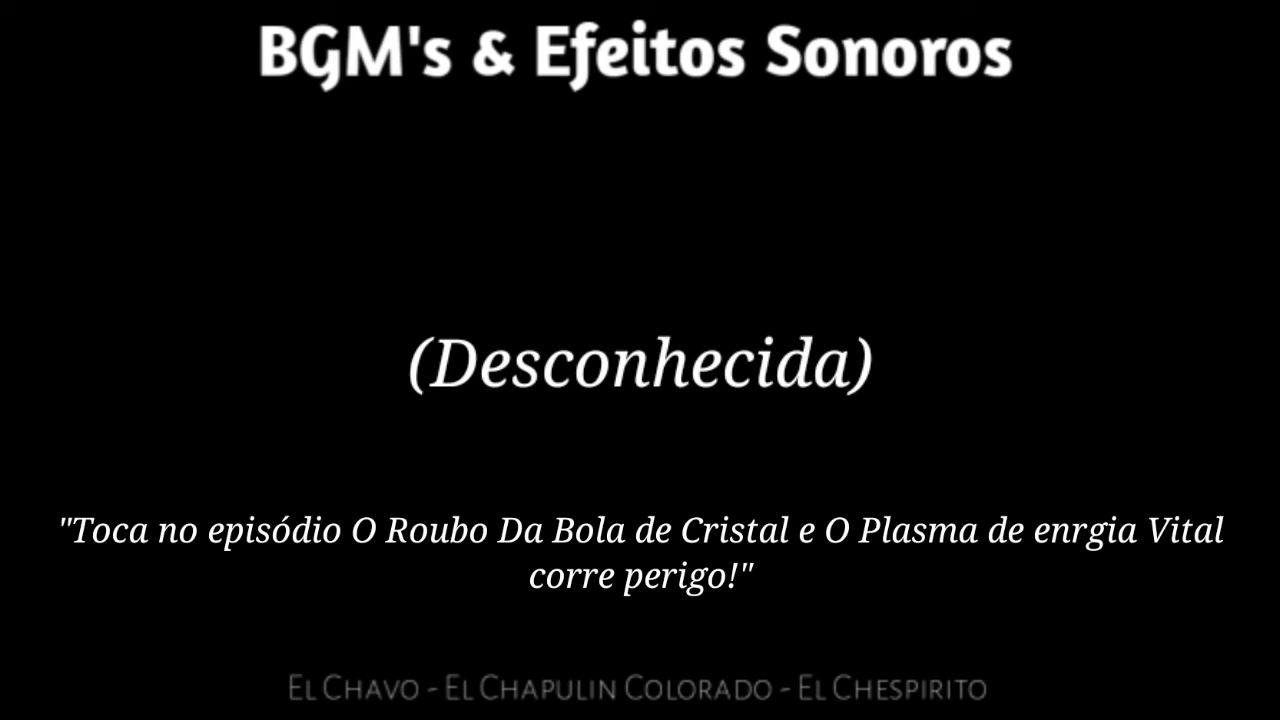 BGM's & Efeitos Sonoros
(Desconhecida)
"Toca no episódio O Roubo Da Bola de Cristal e O Plasma de enrgia Vital
corre perigo!"
El Chavo - El Chapulin Colorado - El Chespirito